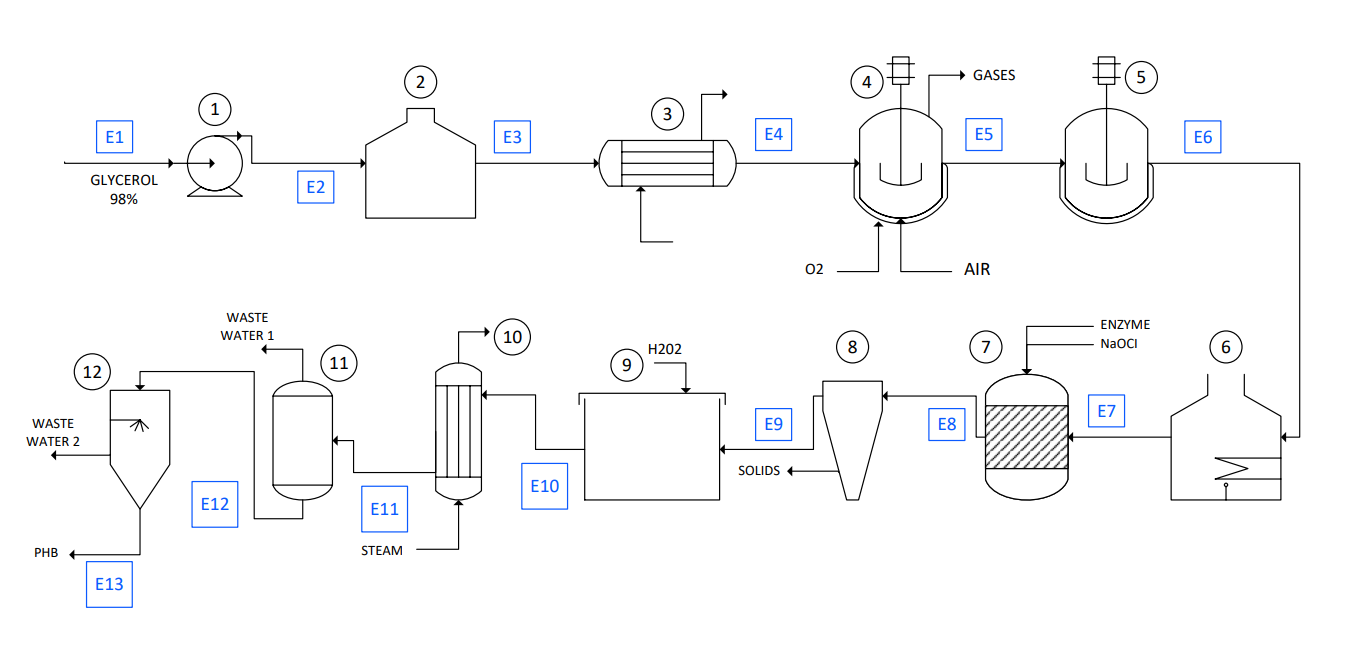 1
2
3
4
5
GASES
E1
E2
E3
E4
E5
E6
GLYCEROL
98%
O2
AIR
WASTE
WATER 1
10
11
12
9
H202
8
7
ENZYME
NaOCl
6
WASTE
WATER 2
E7
E8
E9
SOLIDS
E10
E11
E12
STEAM
PHB
E13